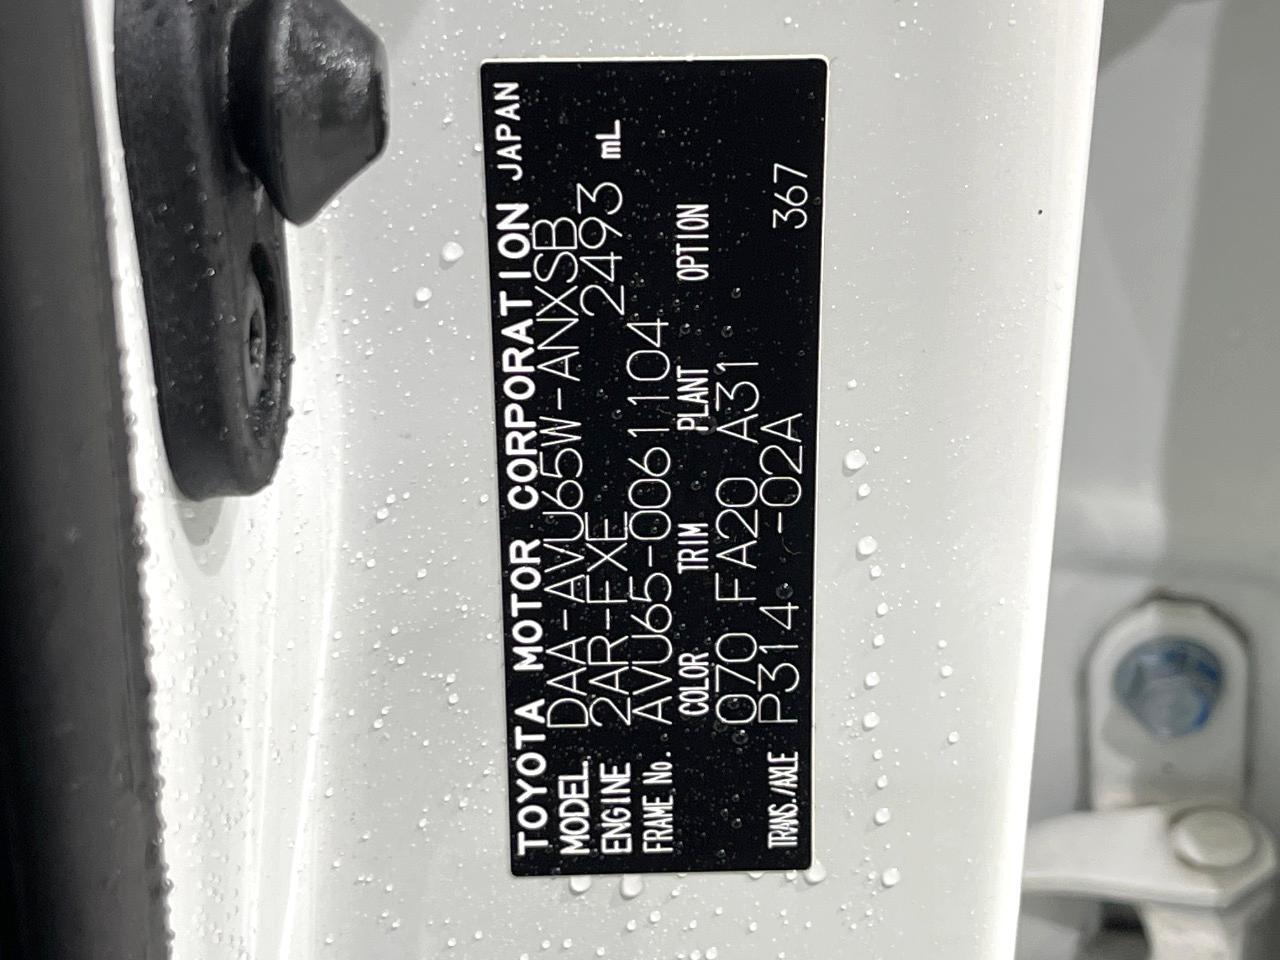 TOYOTA MOTOR CORPORATION JAPAN
MODEL DAA-AVU65W-ANXSB
ENGINE 2AR-FXE 2493 mL
FRAME No. AVU65-0061104
COLOR TRIM PLANT OPTION
070 FA20 A31
TRANS./AXLE P314 -02A 367